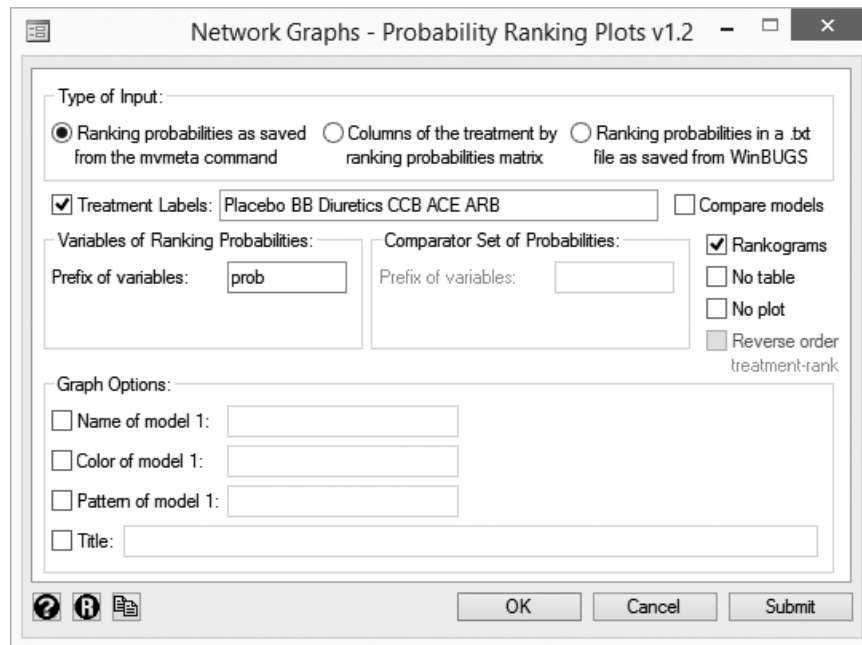 Network Graphs - Probability Ranking Plots v1.2
Type of Input:
Ranking probabilities as saved
from the mvmeta command
Columns of the treatment by
ranking probabilities matrix
Ranking probabilities in a .txt
file as saved from WinBUGS
Treatment Labels: Placebo BB Diuretics CCB ACE ARB
Compare models
Variables of Ranking Probabilities:
Prefix of variables: prob
Comparator Set of Probabilities:
Prefix of variables:
Rankograms
No table
No plot
Reverse order
treatment-rank
Graph Options:
Name of model 1:
Color of model 1:
Pattern of model 1:
Title:
OK
Cancel
Submit